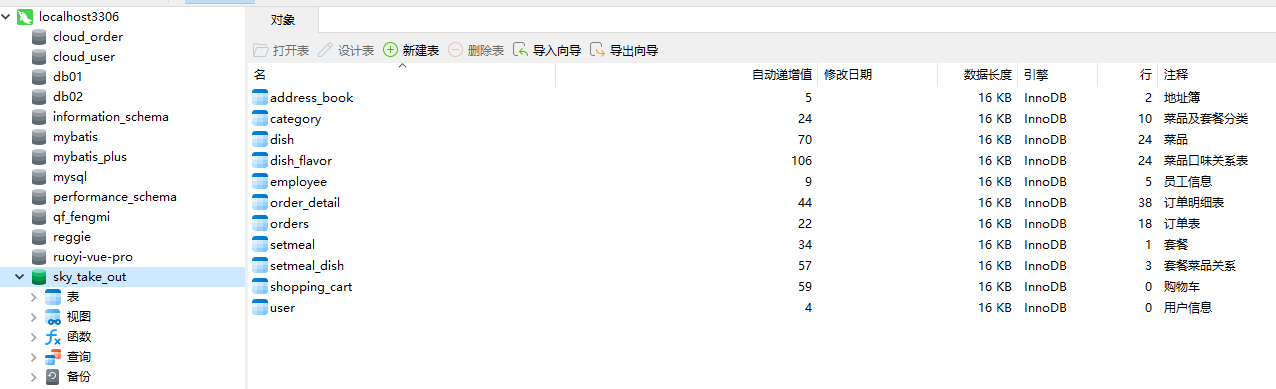 localhost3306
cloud_order
cloud_user
db01
db02
information_schema
mybatis
mybatis_plus
mysql
performance_schema
qf_fengmi
reggie
ruoyi-vue-pro
sky_take_out
表
视图
函数
查询
备份
对象
打开表 设计表 新建表 删除表 导入向导 导出向导
名 自动递增值 修改日期 数据长度 引擎 行 注释
address_book 5 16 KB InnoDB 2 地址簿
category 24 16 KB InnoDB 10 菜品及套餐分类
dish 70 16 KB InnoDB 24 菜品
dish_flavor 106 16 KB InnoDB 24 菜品口味关系表
employee 9 16 KB InnoDB 5 员工信息
order_detail 44 16 KB InnoDB 38 订单明细表
orders 22 16 KB InnoDB 18 订单表
setmeal 34 16 KB InnoDB 1 套餐
setmeal_dish 57 16 KB InnoDB 3 套餐菜品关系
shopping_cart 59 16 KB InnoDB 0 购物车
user 4 16 KB InnoDB 0 用户信息